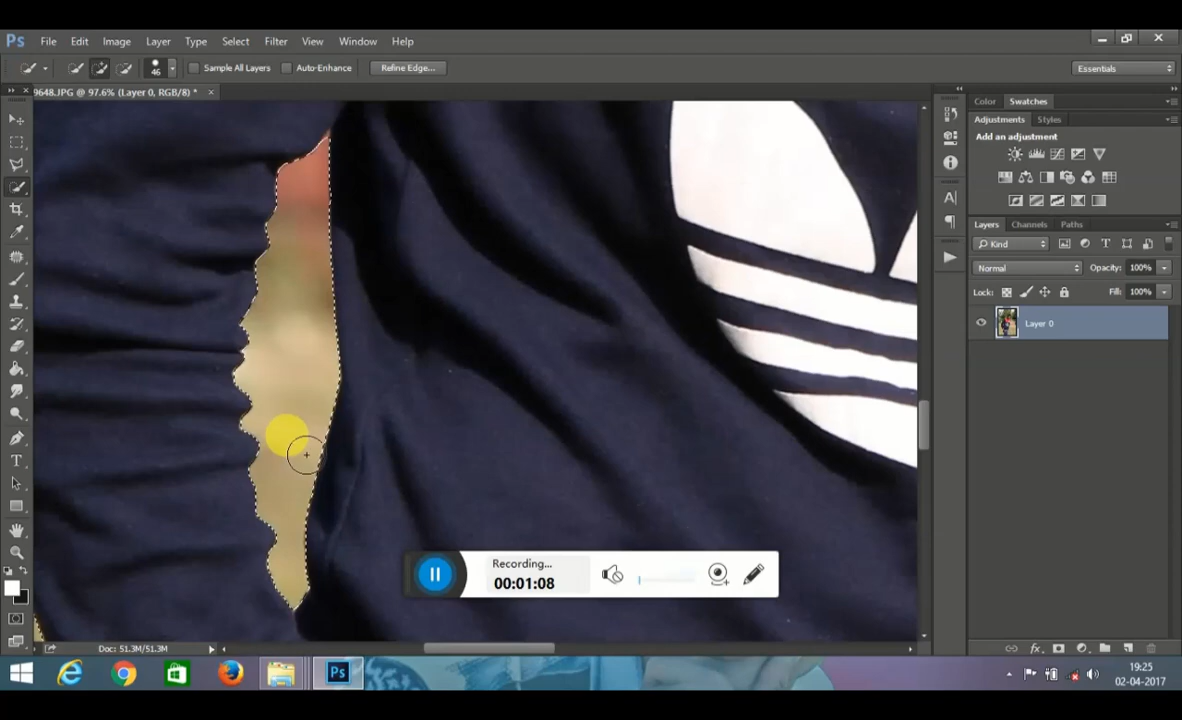 Ps File Edit Image Layer Type Select Filter View Window Help
46 Sample All Layers Auto-Enhance Refine Edge... Essentials
9648.JPG @ 97.6% (Layer 0, RGB/8) * ×
Color Swatches
Adjustments Styles
Add an adjustment
Layers Channels Paths
Kind T
Normal Opacity: 100%
Lock: Fill: 100%
Layer 0
Recording...
00:01:08
Doc: 51.3M/51.3M
Ps
19:25
02-04-2017